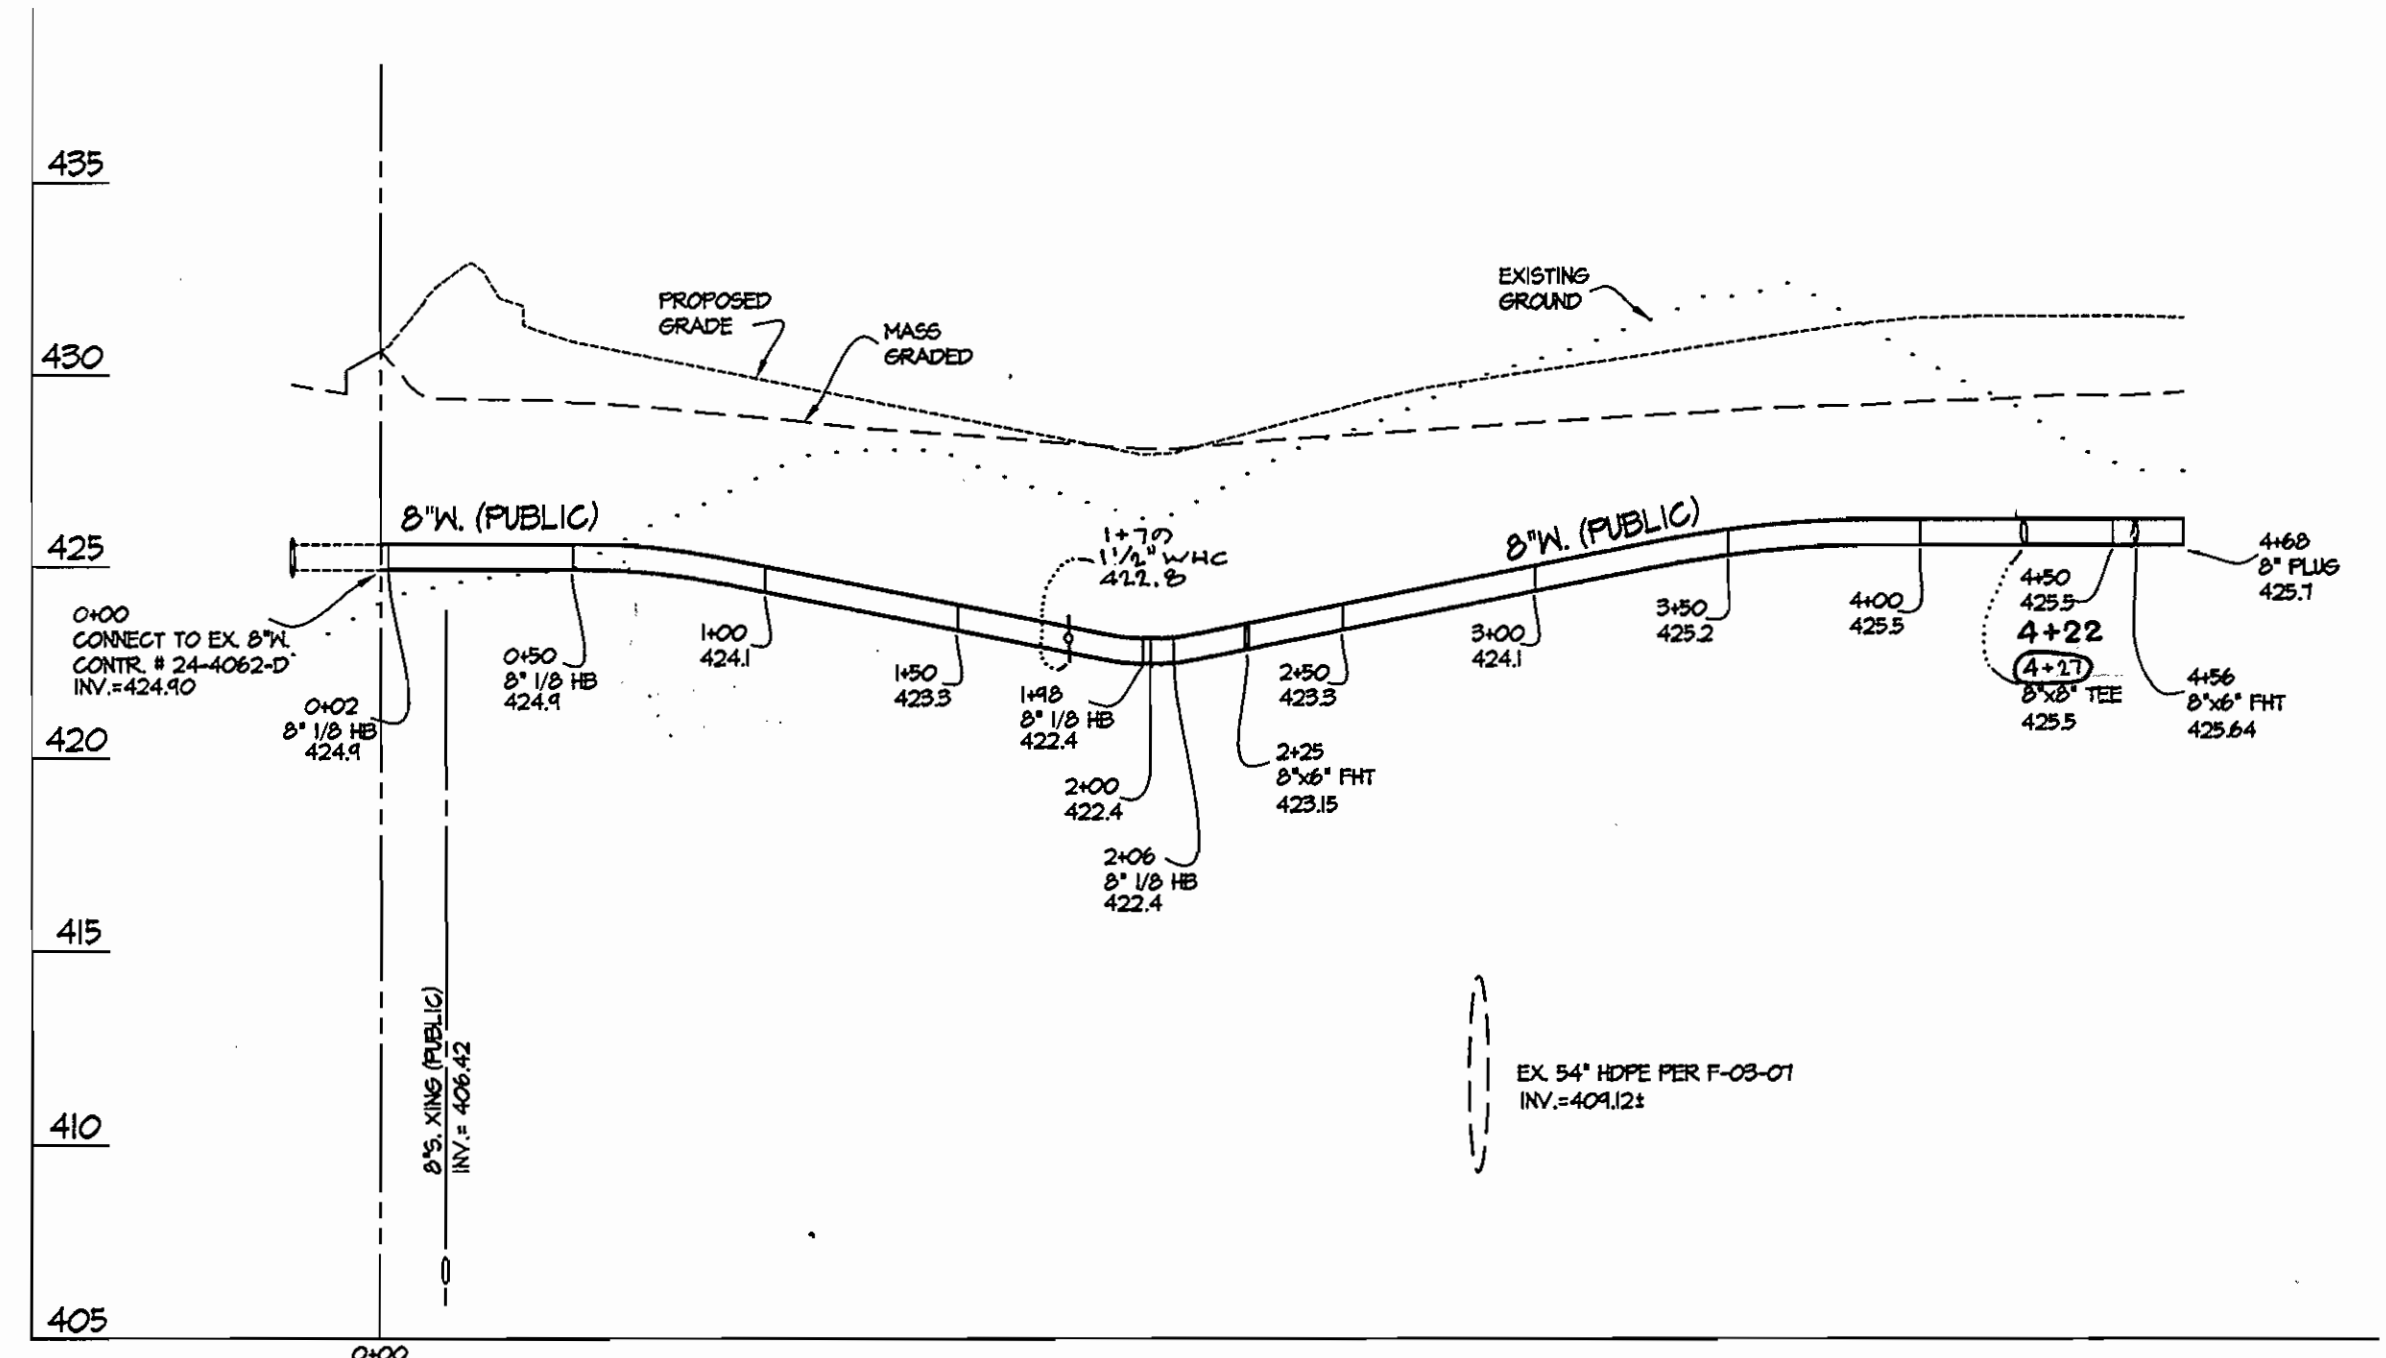 435
430
425
420
415
410
405
0+00
PROPOSED
GRADE
MASS
GRADED
EXISTING
GROUND
8"W. (PUBLIC)
8"W. (PUBLIC)
0+00
CONNECT TO EX. 8"W.
CONTR. # 24-4062-D
INV.=424.90
0+02
8" 1/8 HB
424.9
0+50
8" 1/8 HB
424.9
1+00
424.1
1+50
423.3
1 1/2" WHC
422.8
1+98
8" 1/8 HB
422.4
2+00
422.4
2+06
8" 1/8 HB
422.4
2+25
8"x6" FHT
423.15
2+50
423.3
3+00
424.1
3+50
425.2
4+00
425.5
4+50
425.5
4+22
4+27
8"x8" TEE
425.5
4+56
8"x6" FHT
425.64
4+68
8" PLUG
425.7
8"S. XING (PUBLIC)
INV.= 406.42
EX. 54" HDPE PER F-03-07
INV.=409.12±